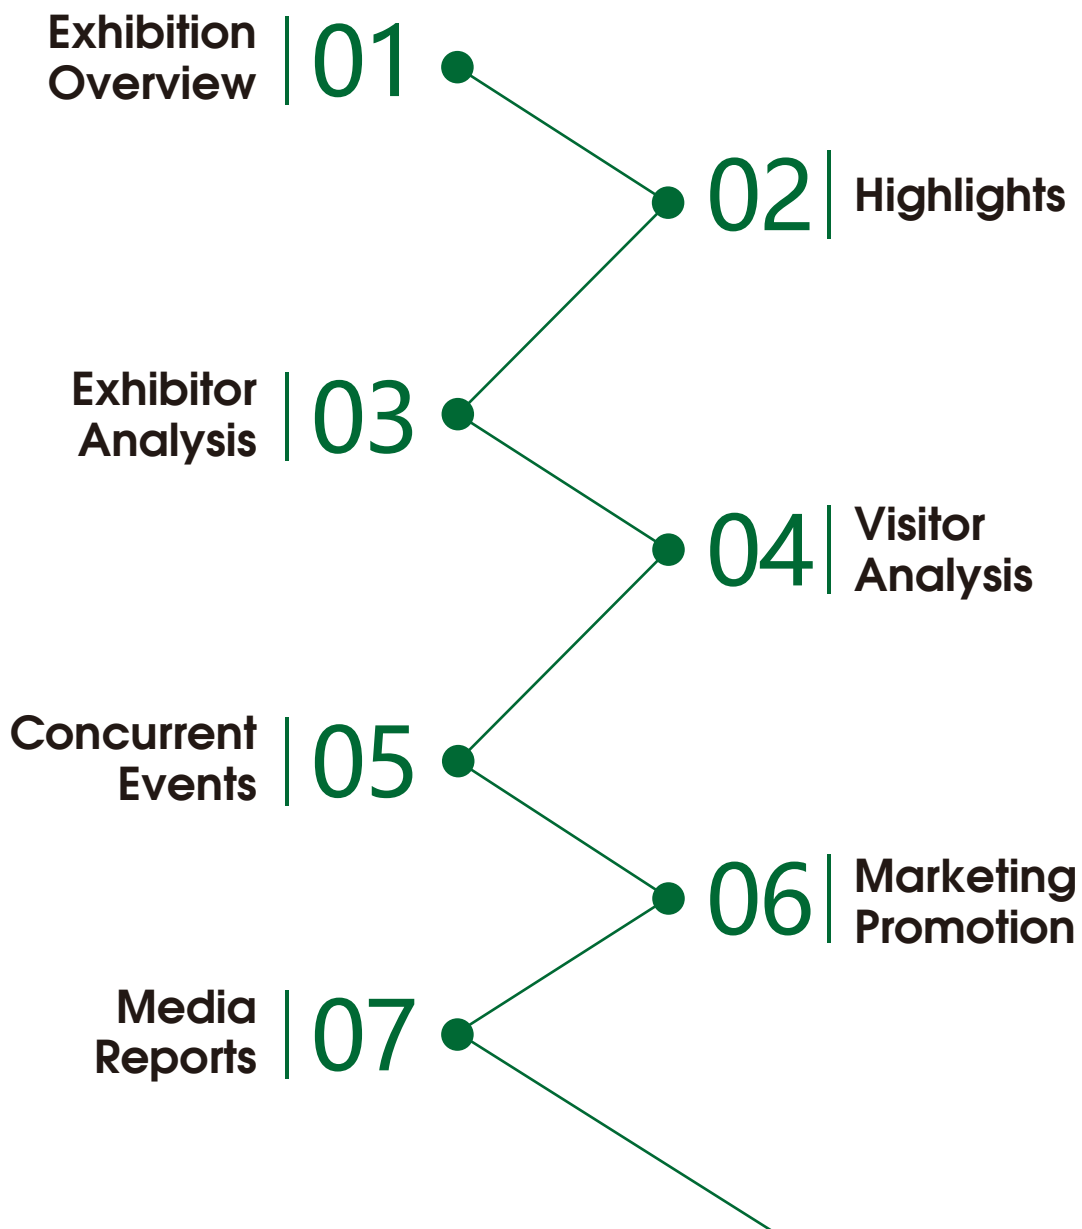 Exhibition
Overview
01
02
Highlights
Exhibitor
Analysis
03
04
Visitor
Analysis
Concurrent
Events
05
06
Marketing
Promotion
Media
Reports
07